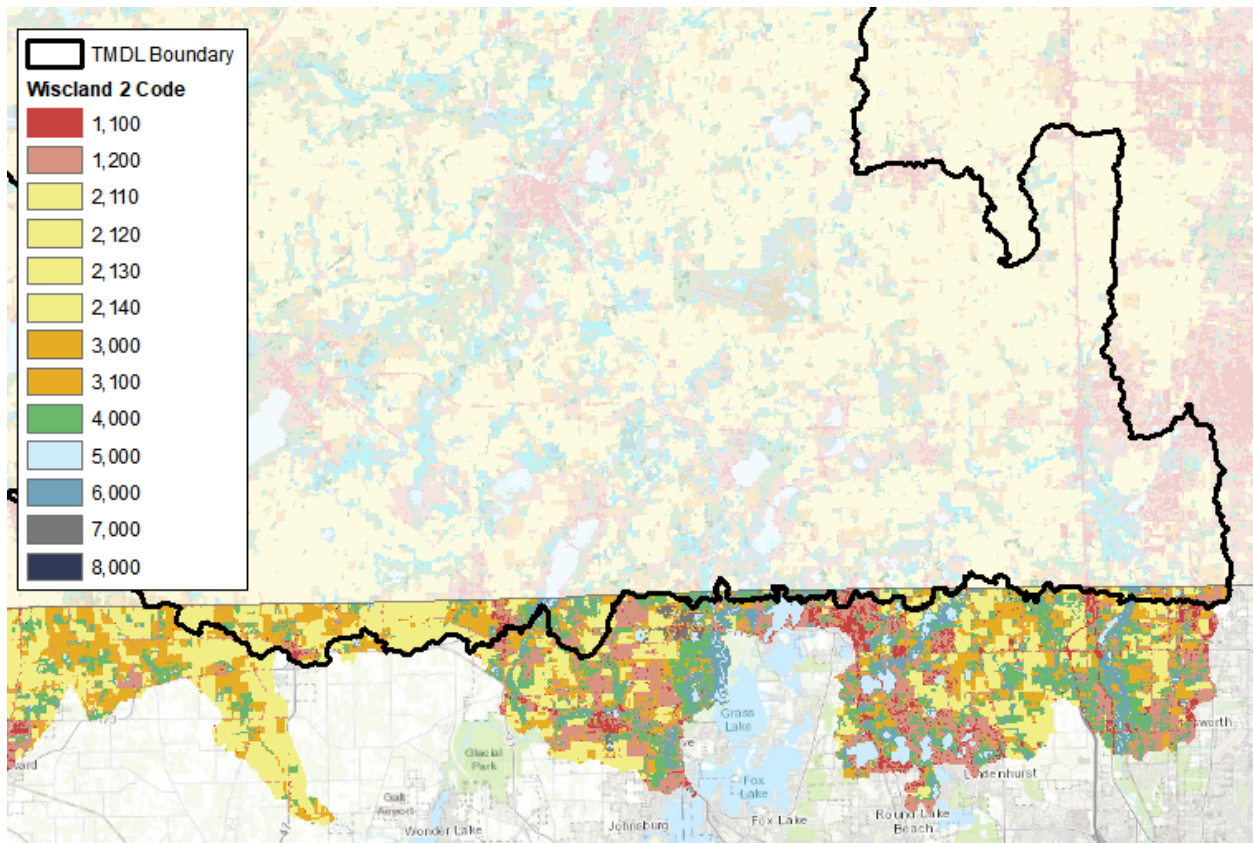 TMDL Boundary
Wiscland 2 Code
1,100
1,200
2,110
2,120
2,130
2,140
3,000
3,100
4,000
5,000
6,000
7,000
8,000
Grass
Lake
Glacial
Park
Fox
Lake
Galt
Airport
Wonder Lake
Johnsburg
Fox Lake
Round Lake
Beach
Lindenhurst
47